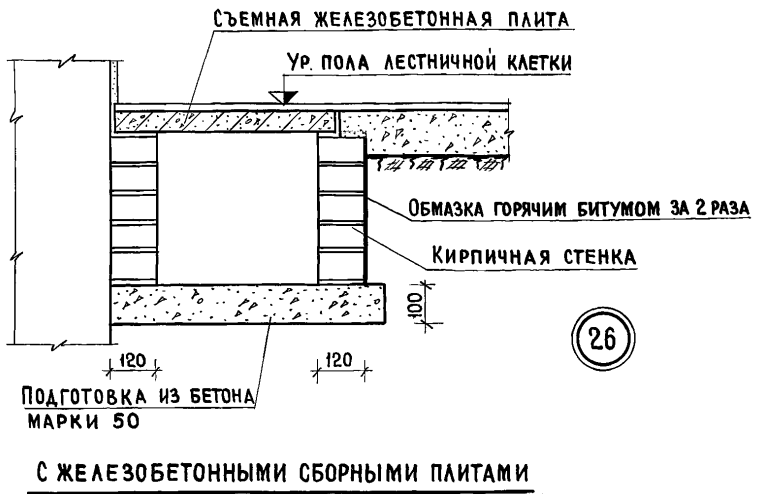 СЪЕМНАЯ ЖЕЛЕЗОБЕТОННАЯ ПЛИТА
УР. ПОЛА ЛЕСТНИЧНОЙ КЛЕТКИ
ОБМАЗКА ГОРЯЧИМ БИТУМОМ ЗА 2 РАЗА
КИРПИЧНАЯ СТЕНКА
100
26
120
120
ПОДГОТОВКА ИЗ БЕТОНА
МАРКИ 50
С ЖЕЛЕЗОБЕТОННЫМИ СБОРНЫМИ ПЛИТАМИ